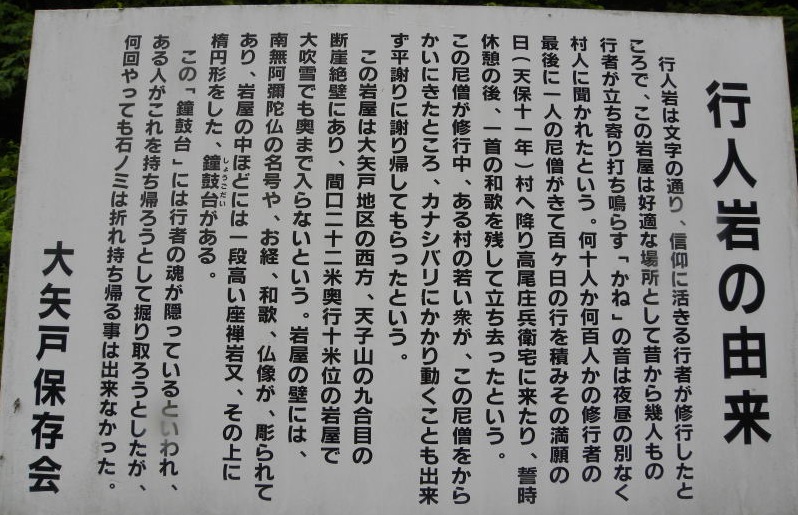 行人岩の由来
行人岩は文字の通り、信仰に活きる行者が修行したと
ころで、この岩屋は好適な場所として昔から幾人もの
行者が立ち寄り打ち鳴らす「かね」の音は夜昼の別なく
村人に聞かれたという。何十人か何百人かの修行者の
最後に一人の尼僧がきて百ヶ日の行を積みその満願の
日(天保十一年)村へ降り高尾庄兵衛宅に来たり、誓時
休憩の後、一首の和歌を残して立ち去ったという。
この尼僧が修行中、ある村の若い衆が、この尼僧をから
かいにきたところ、カナシバリにかかり動くことも出来
ず平謝りに謝り帰してもらったという。
この岩屋は大矢戸地区の西方、天子山の九合目の
断崖絶壁にあり、間口二十二米奥行十米位の岩屋で
大吹雪でも奥まで入らないという。岩屋の壁には、
南無阿彌陀仏の名号や、お経、和歌、仏像が、彫られて
あり、岩屋の中ほどには一段高い座禅岩又、その上に
楕円形をした、鐘鼓台がある。
しょうこだい
この「鐘鼓台」には行者の魂が隠っているといわれ、
ある人がこれを持ち帰ろうとして掘り取ろうとしたが、
何回やっても石ノミは折れ持ち帰る事は出来なかった。
大矢戸保存会